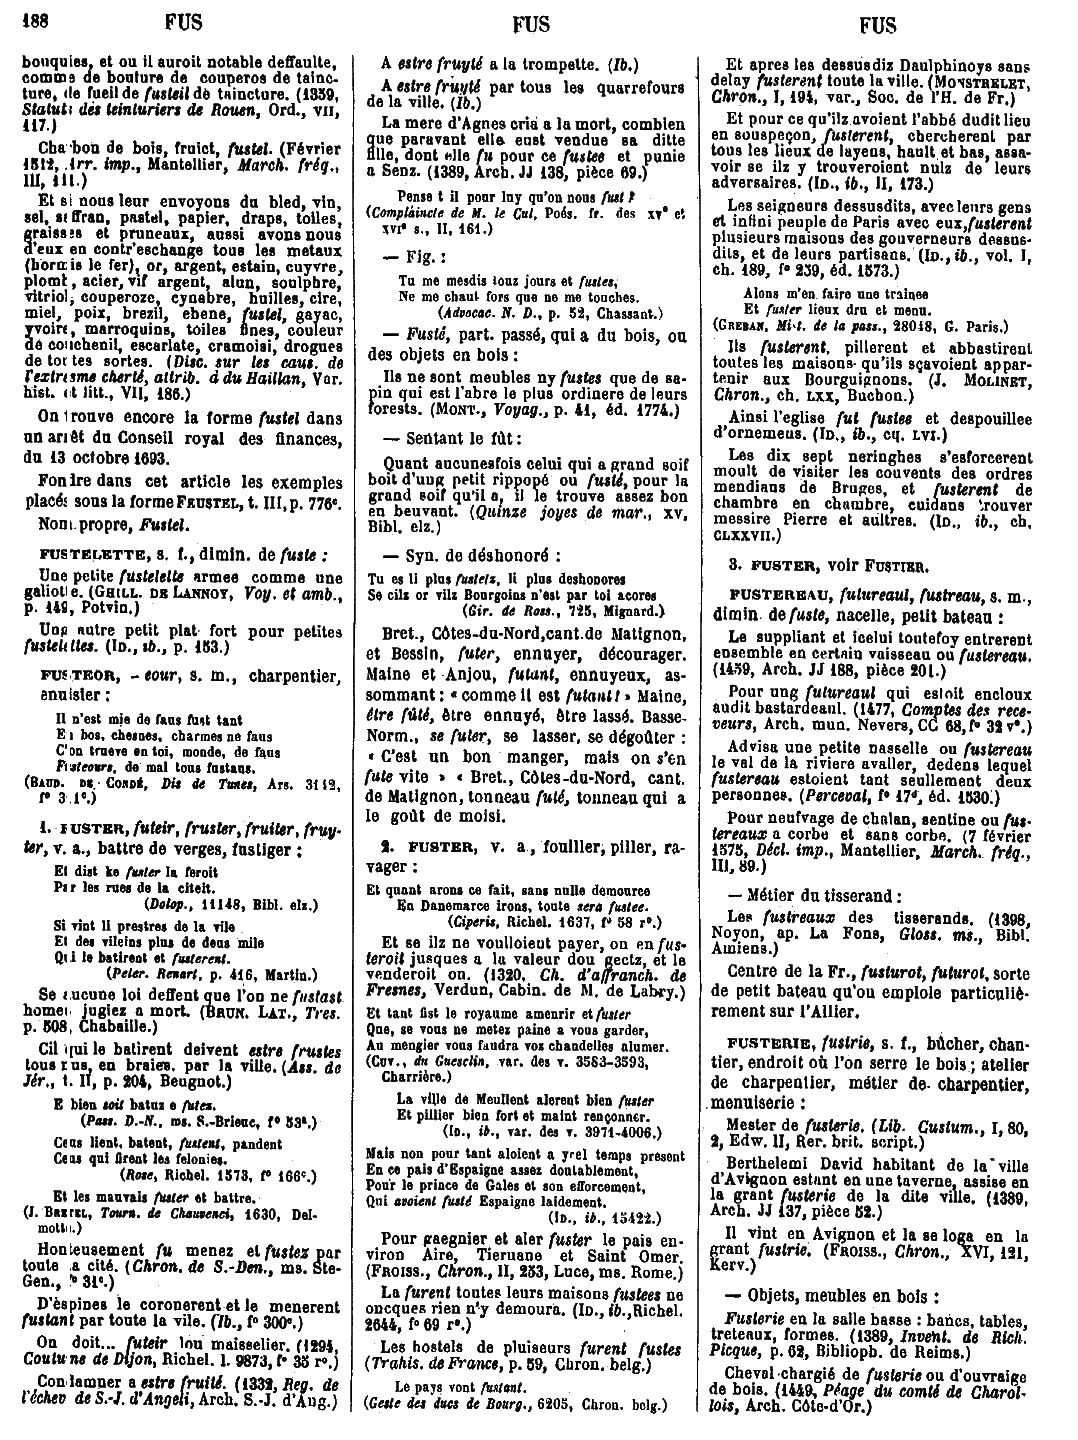 188 FUS FUS FUS
bouquies, et ou il auroit notable deffaulte,
comme de bouture de couperos de tainc-
ture, de fueil de fusteil de taincture. (1359,
Statuts des teinturiers de Rouen, Ord., VII,
117.)
Charbon de bois, fruict, fustel. (Février
1512, Arr. imp., Mantellier, March. fréq.,
III, 111.)
Et si nous leur envoyons du bled, vin,
sel, saffran, pastel, papier, draps, toiles,
graisses et pruneaux, aussi avons nous
d'eux en contr'eschange tous les metaux
(hormis le fer), or, argent, estain, cuyvre,
plomb, acier, vif argent, alun, soulphre,
vitriol, couperoze, cynabre, huilles, cire,
miel, poix, brezil, ebene, fustel, gayac,
yvoire, marroquins, toiles fines, couleur
de couchenil, escarlate, cramoisi, drogues
de toutes sortes. (Disc. sur les caus. de
l'extresme cherté, attrib. à du Haillan, Var.
hist. et litt., VII, 186.)
On trouve encore la forme fustel dans
un arrêt du Conseil royal des finances,
du 13 octobre 1693.
Fondre dans cet article les exemples
placés sous la forme FEUSTEL, t. III, p. 776c.
Nom propre, Fustel.
FUSTELETTE, s. f., dimin. de fuste :
Une petite fustelette armee comme une
galiotte. (GHILL. DE LANNOY, Voy. et amb.,
p. 149, Potvin.)
Ung autre petit plat fort pour petites
fustelettes. (ID., ib., p. 153.)
FUSTEOR, - eour, s. m., charpentier,
menuisier :
Il n'est mie de faus fust tant
En bos, chesnes, charmes ne faus
C'on trueve en toi, monde, de faus
Fusteours, de mal tous fustaus.
(BAUD. DE CONDÉ, Dis de Tunes, Ars. 3142,
f° 311c.)
1. FUSTER, futeir, fruster, fruiter, fruy-
ter, v. a., battre de verges, fustiger :
Et dist ke fuster la feroit
Par les rues de la citeit.
(Dolop., 11148, Bibl. elz.)
Si vint li prestres de la vile
Et des vileins plus de deus mile
Qui le batirent et fusterent.
(Peter. Renart, p. 416, Martin.)
Se aucune loi deffent que l'on ne fustast
home, jugiez a mort. (BRUN. LAT., Tres.
p. 508, Chabaille.)
Cil qui le batirent deivent estre frustes
tous nus, en braies, par la ville. (Ass. de
Jér., t. II, p. 204, Beugnot.)
E bien soit batuz e futez.
(Pass. D.-N., ms. S.-Brieuc, f° 53a.)
Ceus lient, batent, fustent, pandent
Ceus qui firent les felonies.
(Rose, Richel. 1573, f° 166c.)
Et les mauvais fuster et battre.
(J. BRETEL, Tourn. de Chauvenci, 1630, Del-
motte.)
Honteusement fu menez et fustez par
toute la cité. (Chron. de S.-Den., ms. Ste-
Gen., f° 31c.)
D'espines le coronerent et le menerent
fustant par toute la vile. (Ib., f° 300c.)
On doit... futeir lou maisselier. (1294,
Coutume de Dijon, Richel. l. 9873, f° 35 r°.)
Condamner a estre fruité. (1332, Reg. de
l'échev de S.-J. d'Angeli, Arch. S.-J. d'Ang.)
A estre fruyté a la trompette. (Ib.)
A estre fruyté par tous les quarrefours
de la ville. (Ib.)
La mere d'Agnes cria a la mort, combien
que paravant elle eust vendue sa ditte
fille, dont elle fu pour ce fustee et punie
a Senz. (1389, Arch. JJ 138, pièce 69.)
Pense t il pour luy qu'on nous fust ?
(Complaincte de M. le Cul, Poés. fr. des XVe et
XVIe s., II, 161.)
— Fig. :
Tu me mesdis touz jours et fustes,
Ne me chaut fors que ne me touches.
(Advocac. N. D., p. 52, Chassant.)
— Fusté, part. passé, qui a du bois, ou
des objets en bois :
Ils ne sont meubles ny fustes que de sa-
pin qui est l'abre le plus ordinere de leurs
forests. (MONT., Voyag., p. 41, éd. 1774.)
— Sentant le fût :
Quant aucunesfois celui qui a grand soif
boit d'ung petit rippopé ou fusté, pour la
grand soif qu'il a, il le trouve assez bon
en beuvant. (Quinze joyes de mar., XV,
Bibl. elz.)
— Syn. de déshonoré :
Tu es li plus fustetz, li plus deshonores
Se cilz or vilz Bourgoins n'est par toi acores
(Gir. de Ross., 725, Mignard.)
Bret., Côtes-du-Nord, cant. de Matignon,
et Bessin, futer, ennuyer, décourager.
Maine et Anjou, futant, ennuyeux, as-
sommant : « comme il est futant ! » Maine,
être fûté, être ennuyé, être lassé. Basse-
Norm., se futer, se lasser, se dégoûter :
« C'est un bon manger, mais on s'en
fute vite » « Bret., Côtes-du-Nord, cant.
de Matignon, tonneau futé, tonneau qui a
le goût de moisi.
2. FUSTER, v. a., fouiller, piller, ra-
vager :
Et quant arons ce fait, sans nulle demouree
En Danemarce irons, toute sera fustee.
(Ciperis, Richel. 1637, f° 58 r°.)
Et se ilz ne voulloient payer, on en fus-
teroit jusques a la valeur dou gectz, et le
venderoit on. (1320, Ch. d'affranch. de
Fresnes, Verdun, Cabin. de M. de Labry.)
Et tant fist le royaume amenrir et fuster
Que, se vous ne metez paine a vous garder,
Au mengier vous faudra voz chandelles alumer.
(CUV., du Guesclin, var. des v. 3583-3593,
Charrière.)
La ville de Meullent alerent bien fuster
Et pillier bien fort et maint rençonner.
(ID., ib., var. des v. 3971-4006.)
Mais non pour tant aloient a yrel temps present
En ce pais d'Espaigne assez doutablement,
Pour le prince de Gales et son efforcement,
Qui avoient fusté Espaigne laidement.
(ID., ib., 15422.)
Pour gaegnier et aler fuster le pais en-
viron Aire, Tieruane et Saint Omer.
(FROISS., Chron., II, 253, Luce, ms. Rome.)
La furent toutes leurs maisons fustees ne
oncques rien n'y demoura. (ID., ib., Richel.
2644, f° 69 r°.)
Les hostels de pluiseurs furent fustes
(Trahis. de France, p. 59, Chron. belg.)
Le pays vont fustant.
(Geste des ducs de Bourg., 6205, Chron. belg.)
Et apres les dessusdiz Daulphinoys sans
delay fusterent toute la ville. (MONSTRELET,
Chron., I, 194, var., Soc. de l'H. de Fr.)
Et pour ce qu'ilz avoient l'abbé dudit lieu
en souspeçon, fusterent, chercherent par
tous les lieux de layens, hault et bas, assa-
voir se ilz y trouveroient nulz de leurs
adversaires. (ID., ib., II, 173.)
Les seigneurs dessusdits, avec leurs gens
et infini peuple de Paris avec eux, fusterent
plusieurs maisons des gouverneurs dessus-
dits, et de leurs partisans. (ID., ib., vol. I,
ch. 189, f° 239, éd. 1573.)
Alons m'en faire une trainee
Et fuster lieux dru et menu.
(GREBAN, Mist. de la pass., 28018, G. Paris.)
Ils fusterent, pillerent et abbastirent
toutes les maisons qu'ils sçavoient appar-
tenir aux Bourguignons. (J. MOLINET,
Chron., ch. LXX, Buchon.)
Ainsi l'eglise fut fustee et despouillee
d'ornemens. (ID., ib., cq. LVI.)
Les dix sept neringhes s'esforcerent
moult de visiter les couvents des ordres
mendians de Bruges, et fusterent de
chambre en chambre, cuidans trouver
messire Pierre et aultres. (ID., ib., ch.
CLXXVII.)
3. FUSTER, voir FUSTIER.
FUSTEREAU, futureaul, fustreau, s. m.,
dimin. de fuste, nacelle, petit bateau :
Le suppliant et icelui toutefoy entrerent
ensemble en certain vaisseau ou fustereau.
(1459, Arch. JJ 188, pièce 201.)
Pour ung futureaul qui estoit encloux
audit bastardeaul. (1477, Comptes des rece-
veurs, Arch. mun. Nevers, CC 68, f° 32 v°.)
Advisa une petite nasselle ou fustereau
le val de la riviere avaller, dedens lequel
fustereau estoient tant seullement deux
personnes. (Perceval, f° 17d, éd. 1530.)
Pour neufvage de chalan, sentine ou fus-
tereaux a corbe et sans corbe. (7 février
1575, Décl. imp., Mantellier, March. fréq.,
III, 89.)
— Métier du tisserand :
Les fustreaux des tisserands. (1398,
Noyon, ap. La Fons, Gloss. ms., Bibl.
Amiens.)
Centre de la Fr., fusturot, futurot, sorte
de petit bateau qu'on emploie particuliè-
rement sur l'Allier.
FUSTERIE, fustrie, s. f., bûcher, chan-
tier, endroit où l'on serre le bois ; atelier
de charpentier, métier de charpentier,
menuiserie :
Mester de fusterie. (Lib. Custum., I, 80,
2, Edw. II, Rer. brit. script.)
Berthelemi David habitant de la ville
d'Avignon estant en une taverne, assise en
la grant fusterie de la dite ville. (1389,
Arch. JJ 137, pièce 52.)
Il vint en Avignon et la se loga en la
grant fustrie. (FROISS., Chron., XVI, 121,
Kerv.)
— Objets, meubles en bois :
Fusterie en la salle basse : bancs, tables,
treteaux, formes. (1389, Invent. de Rich.
Picque, p. 62, Biblioph. de Reims.)
Cheval chargié de fusterie ou d'ouvraige
de bois. (1449, Péage du comté de Charol-
lois, Arch. Côte-d'Or.)